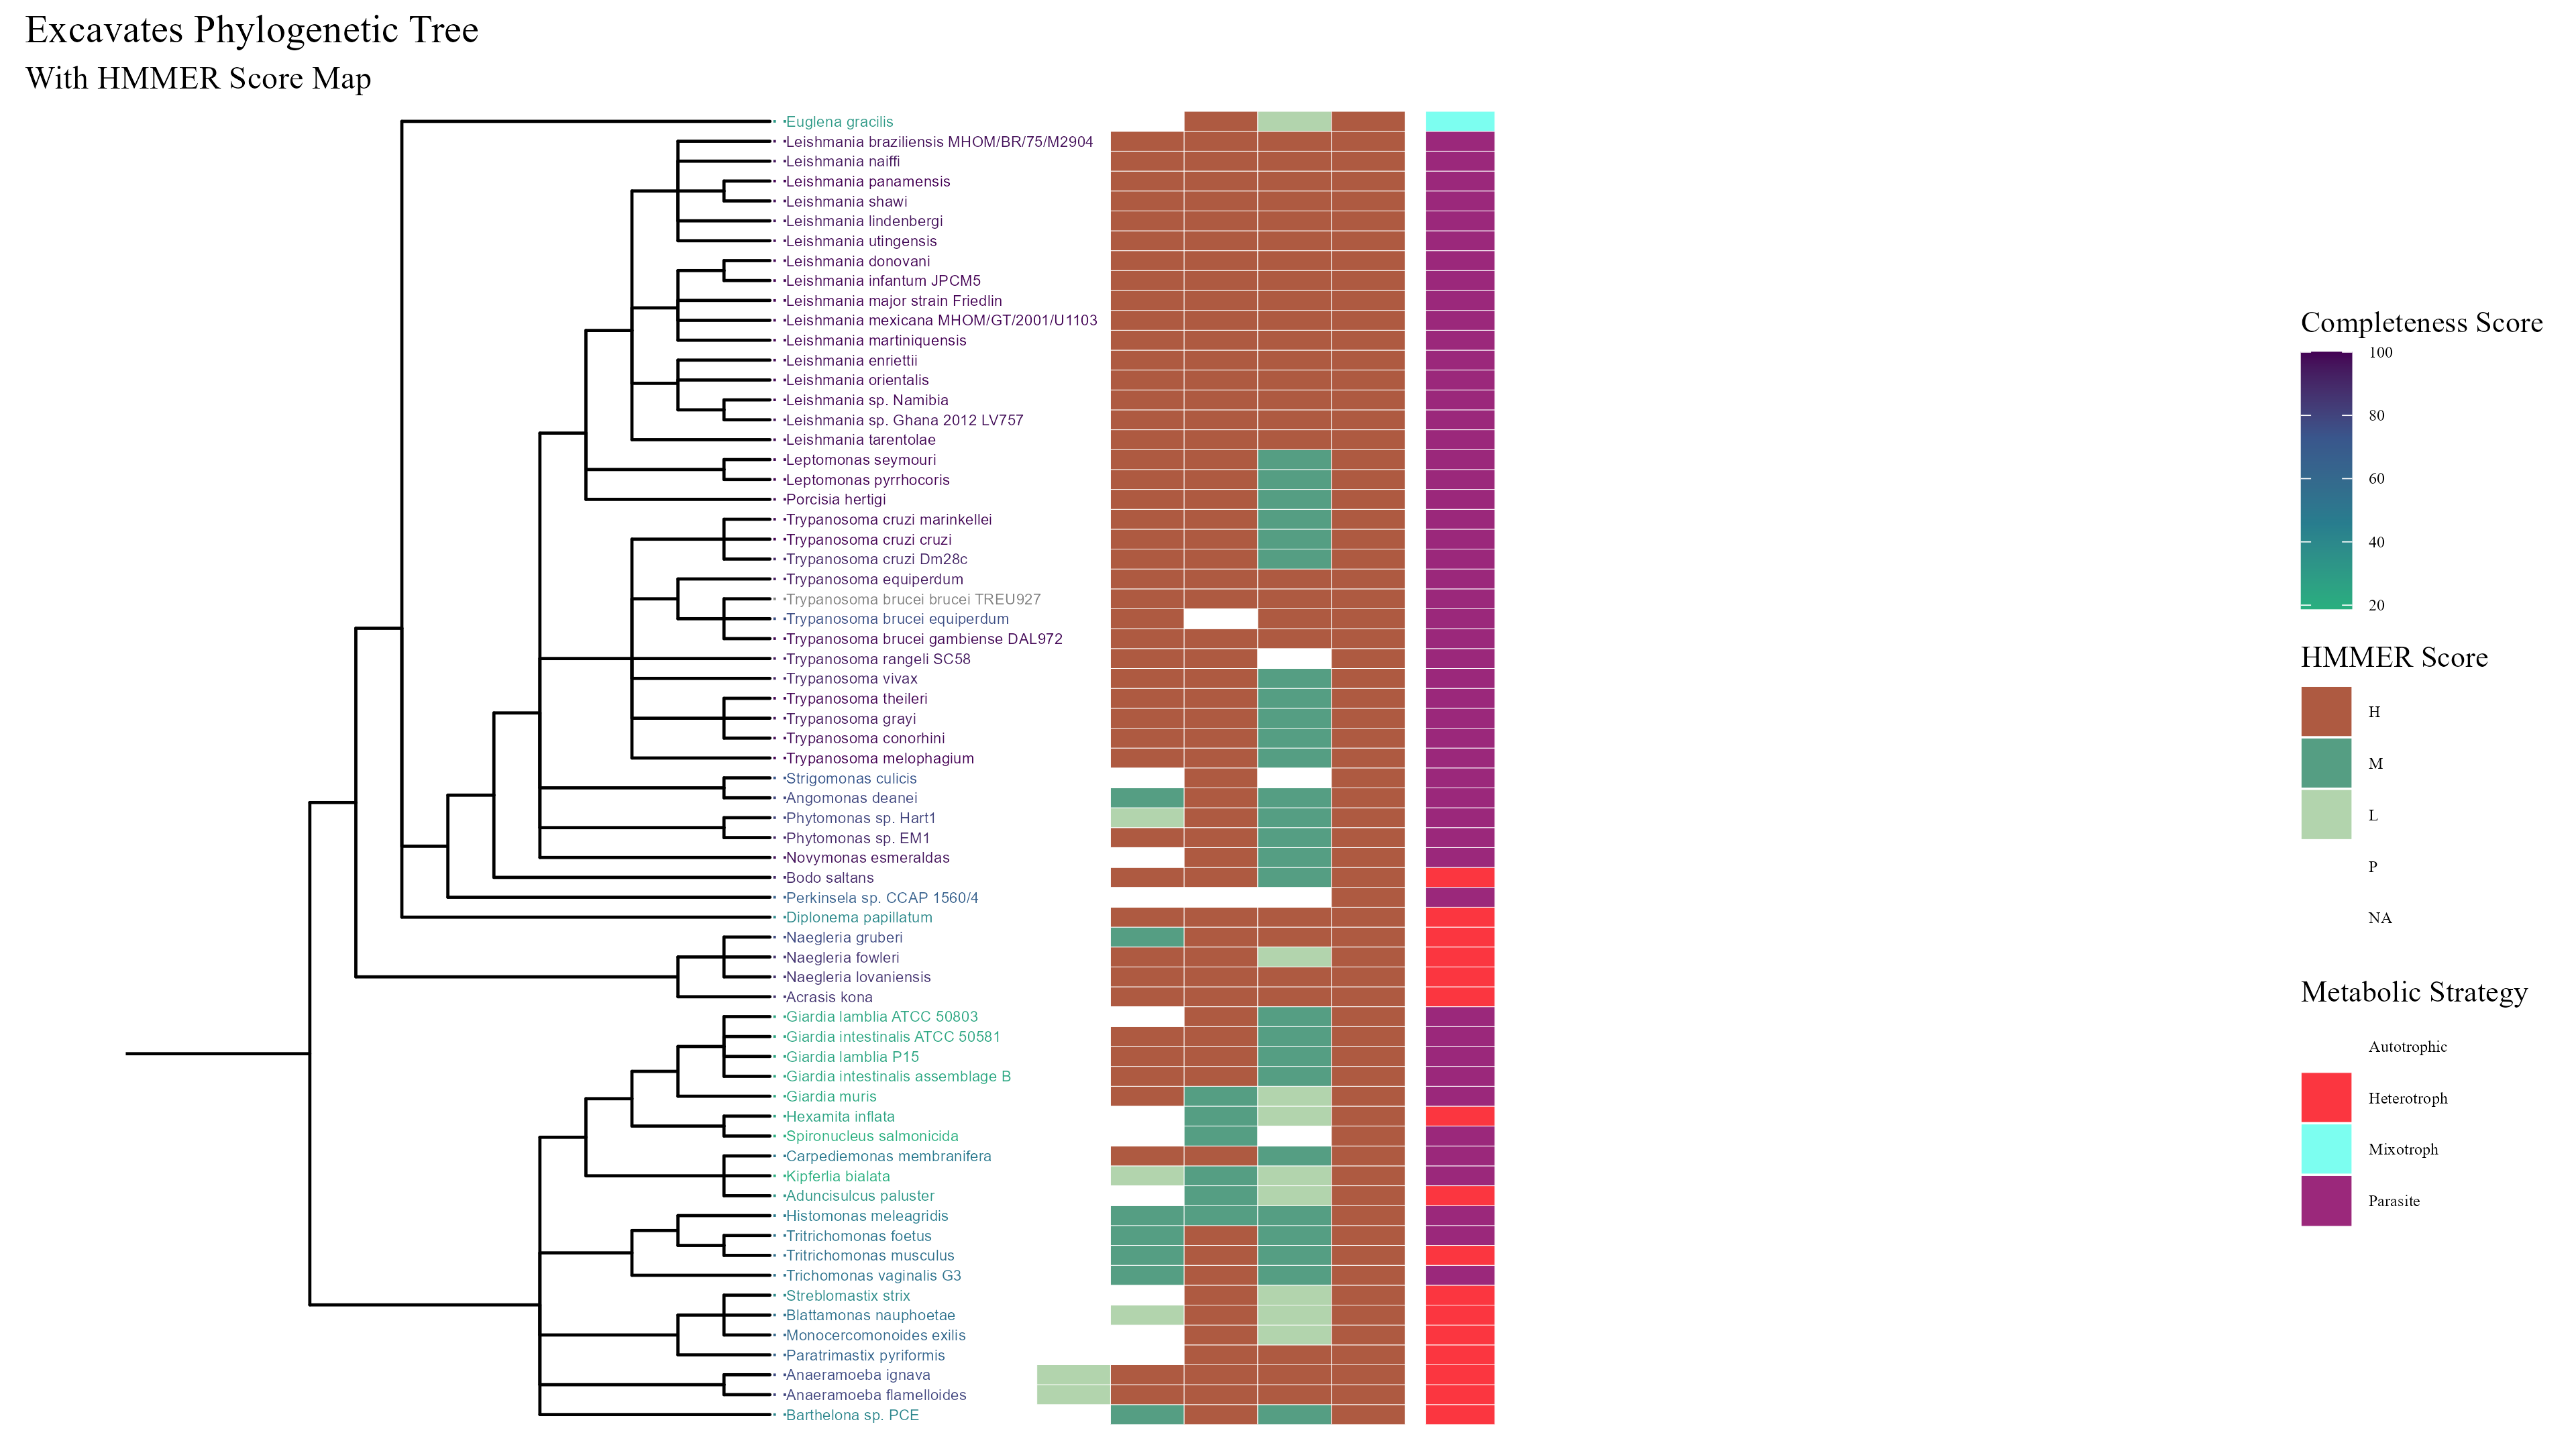 Excavates Phylogenetic Tree
With HMMER Score Map
Euglena gracilis
Leishmania braziliensis MHOM/BR/75/M2904
Leishmania naiffi
Leishmania panamensis
Leishmania shawi
Leishmania lindenbergi
Leishmania utingensis
Leishmania donovani
Leishmania infantum JPCM5
Leishmania major strain Friedlin
Leishmania mexicana MHOM/GT/2001/U1103
Leishmania martiniquensis
Leishmania enriettii
Leishmania orientalis
Leishmania sp. Namibia
Leishmania sp. Ghana 2012 LV757
Leishmania tarentolae
Leptomonas seymouri
Leptomonas pyrrhocoris
Porcisia hertigi
Trypanosoma cruzi marinkellei
Trypanosoma cruzi cruzi
Trypanosoma cruzi Dm28c
Trypanosoma equiperdum
Trypanosoma brucei brucei TREU927
Trypanosoma brucei equiperdum
Trypanosoma brucei gambiense DAL972
Trypanosoma rangeli SC58
Trypanosoma vivax
Trypanosoma theileri
Trypanosoma grayi
Trypanosoma conorhini
Trypanosoma melophagium
Strigomonas culicis
Angomonas deanei
Phytomonas sp. Hart1
Phytomonas sp. EM1
Novymonas esmeraldas
Bodo saltans
Perkinsela sp. CCAP 1560/4
Diplonema papillatum
Naegleria gruberi
Naegleria fowleri
Naegleria lovaniensis
Acrasis kona
Giardia lamblia ATCC 50803
Giardia intestinalis ATCC 50581
Giardia lamblia P15
Giardia intestinalis assemblage B
Giardia muris
Hexamita inflata
Spironucleus salmonicida
Carpediemonas membranifera
Kipferlia bialata
Aduncisulcus paluster
Histomonas meleagridis
Tritrichomonas foetus
Tritrichomonas musculus
Trichomonas vaginalis G3
Streblomastix strix
Blattamonas nauphoetae
Monocercomonoides exilis
Paratrimastix pyriformis
Anaeramoeba ignava
Anaeramoeba flamelloides
Barthelona sp. PCE
Completeness Score
100
80
60
40
20
HMMER Score
H
M
L
P
NA
Metabolic Strategy
Autotrophic
Heterotroph
Mixotroph
Parasite